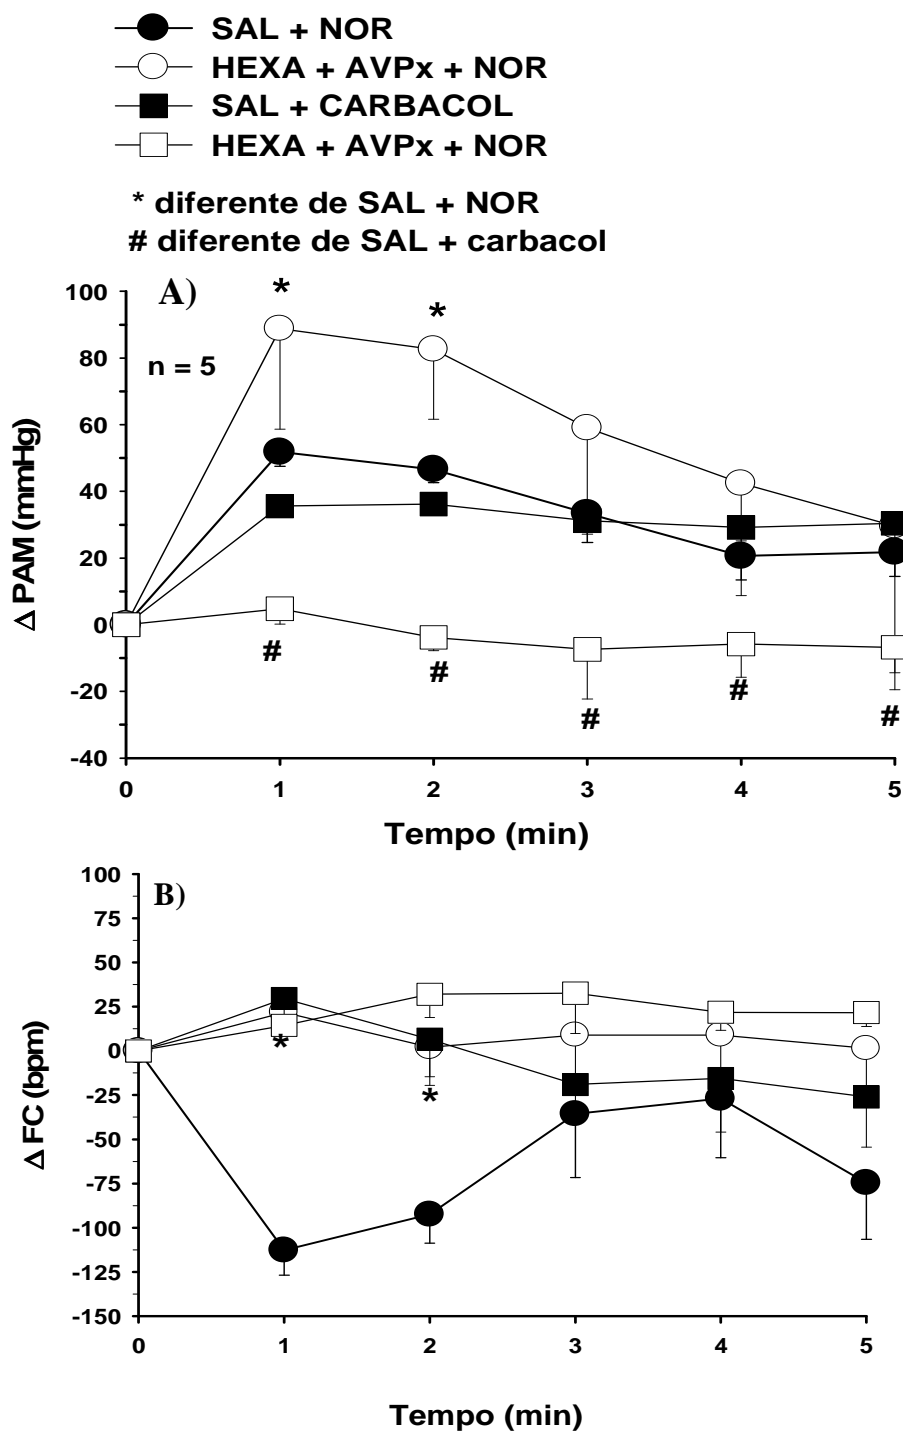 SAL + NOR
HEXA + AVPx + NOR
SAL + CARBACOL
HEXA + AVPx + NOR
* diferente de SAL + NOR
# diferente de SAL + carbacol
A)
n = 5
Δ PAM (mmHg)
100
80
60
40
20
0
-20
-40
* *
# # # # #
0 1 2 3 4 5
Tempo (min)
B)
Δ FC (bpm)
100
75
50
25
0
-25
-50
-75
-100
-125
-150
* *
0 1 2 3 4 5
Tempo (min)